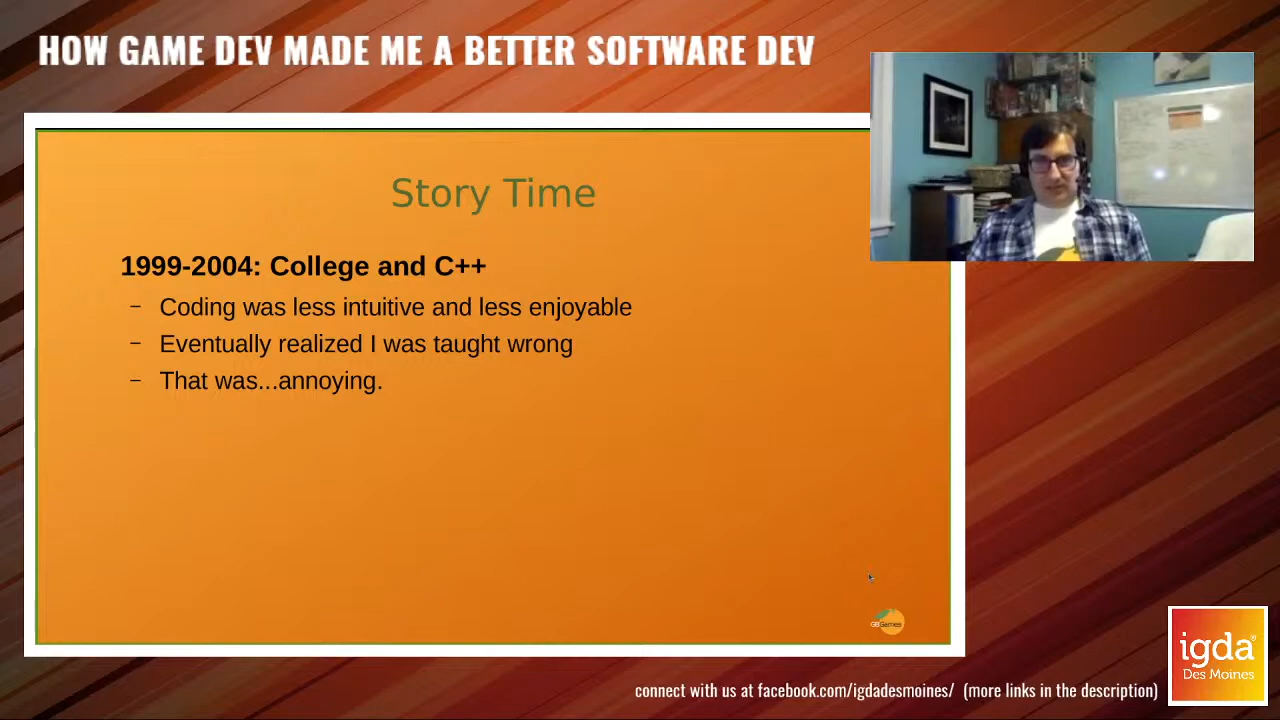 HOW GAME DEV MADE ME A BETTER SOFTWARE DEV
Story Time
1999-2004: College and C++
– Coding was less intuitive and less enjoyable
– Eventually realized I was taught wrong
– That was...annoying.
GBGames
igda®
Des Moines
connect with us at facebook.com/igdadesmoines/ (more links in the description)